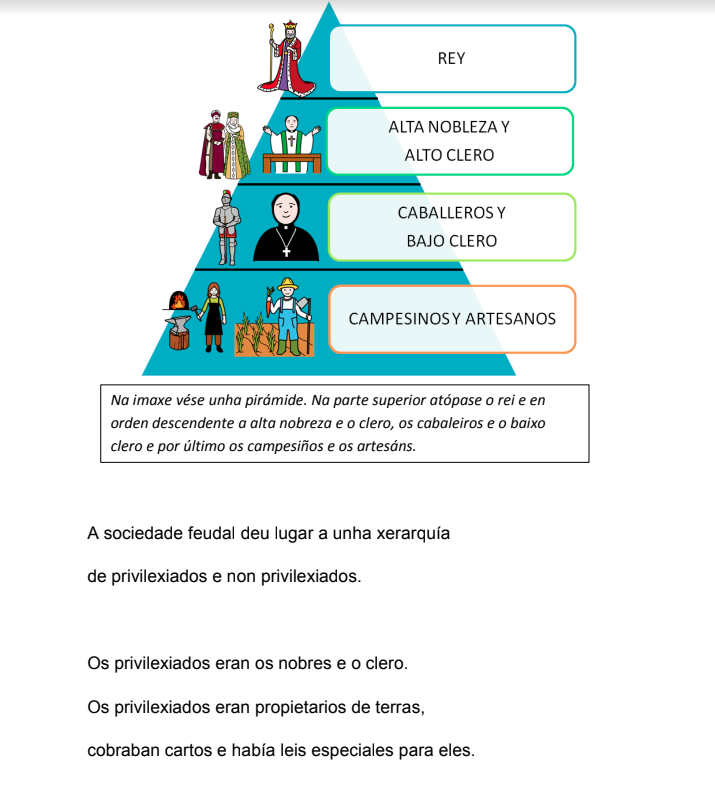 REY
ALTA NOBLEZA Y
ALTO CLERO
CABALLEROS Y
BAJO CLERO
CAMPESINOS Y ARTESANOS
Na imaxe vése unha pirámide. Na parte superior atópase o rei e en
orden descendente a alta nobreza e o clero, os cabaleiros e o baixo
clero e por último os campesiños e os artesáns.
A sociedade feudal deu lugar a unha xerarquía
de privilexiados e non privilexiados.
Os privilexiados eran os nobres e o clero.
Os privilexiados eran propietarios de terras,
cobraban cartos e había leis especiales para eles.